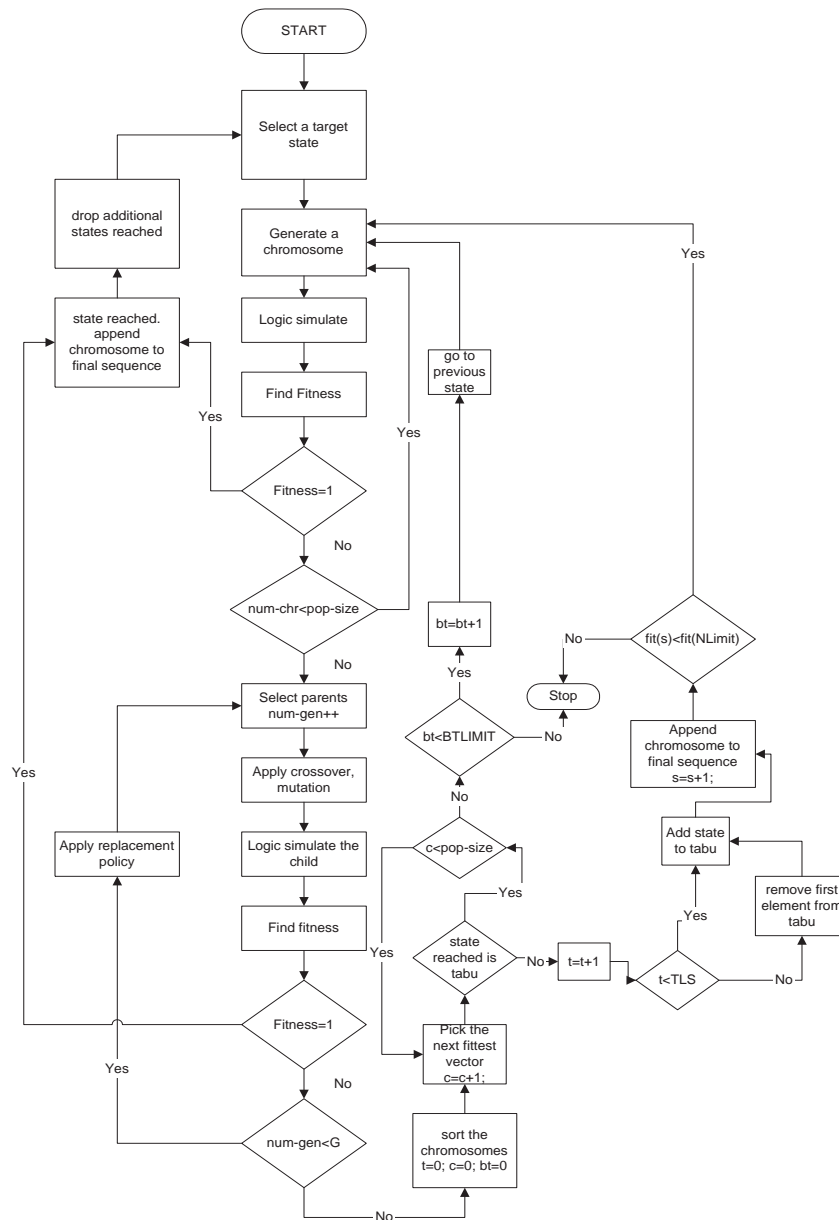 START
Select a target
state
drop additional
states reached
Generate a
chromosome
Yes
state reached.
append
chromosome to
final sequence
Logic simulate
go to
previous
state
Find Fitness
Yes
Yes
Fitness=1
No
num-chr<pop-size
bt=bt+1
No
fit(s)<fit(NLimit)
No
Yes
Select parents
num-gen++
Stop
bt<BTLIMIT
No
Append
chromosome to
final sequence
s=s+1;
Yes
Apply crossover,
mutation
No
Apply replacement
policy
Logic simulate the
child
c<pop-size
Add state
to tabu
Yes
remove first
element from
tabu
Find fitness
Yes
Yes
state
reached is
tabu
No
t=t+1
t<TLS
No
Fitness=1
Pick the
next fittest
vector
c=c+1;
Yes
No
num-gen<G
sort the
chromosomes
t=0; c=0; bt=0
No